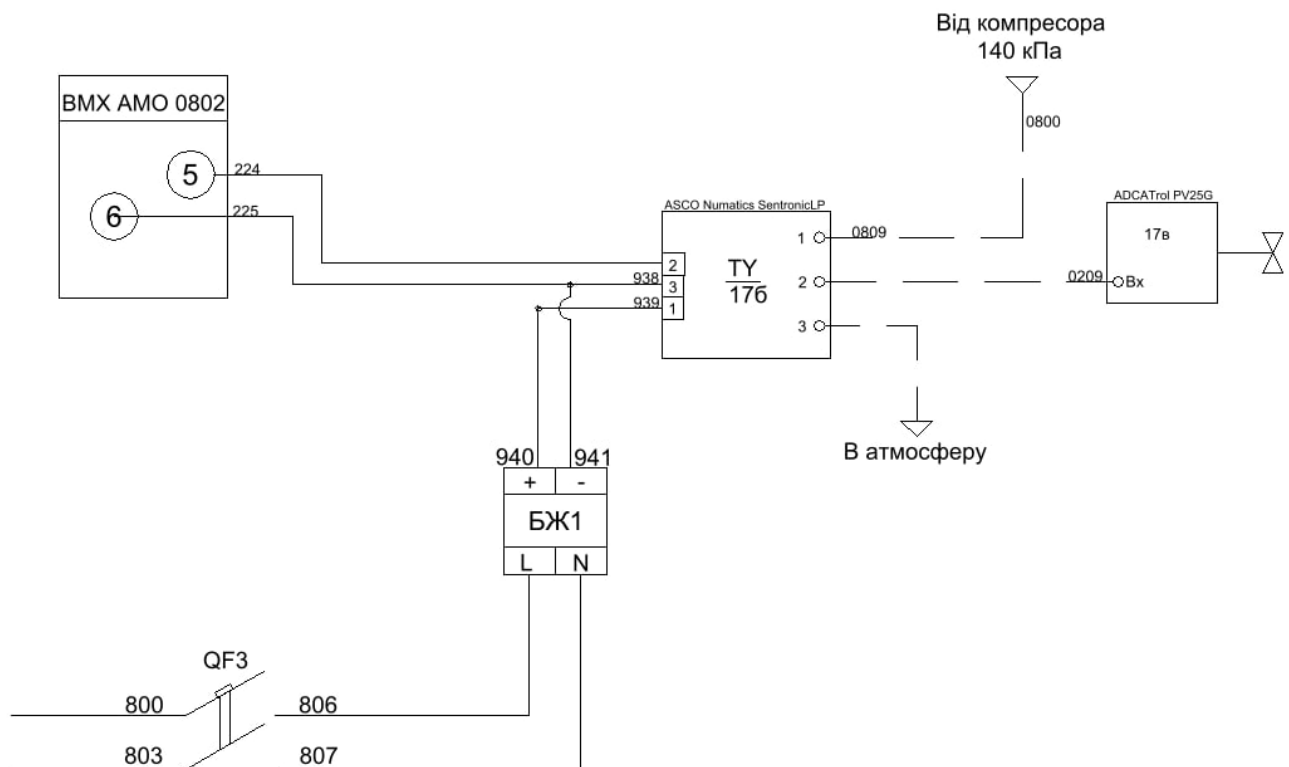 Від компресора
140 кПа
BMX AMO 0802
0800
5
224
6
225
ASCO Numatics SentronicLP
ADCATrol PV25G
1
0809
17в
2
938
3
939
1
TY
17б
2
0209
Вх
3
В атмосферу
940
941
+
-
БЖ1
L
N
QF3
800
806
803
807